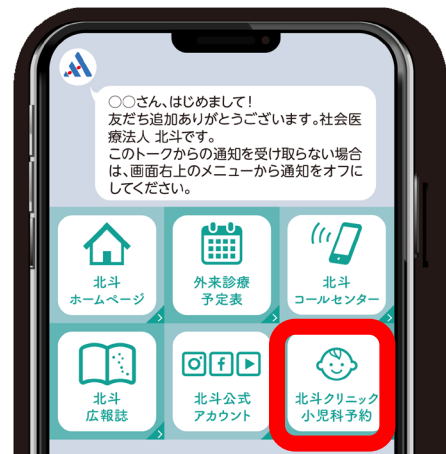 ○○さん、はじめまして!
友だち追加ありがとうございます。社会医
療法人 北斗です。
このトークからの通知を受け取らない場合
は、画面右上のメニューから通知をオフに
してください。
北斗
ホームページ
外来診療
予定表
北斗
コールセンター
北斗
広報誌
北斗公式
アカウント
北斗クリニック
小児科予約